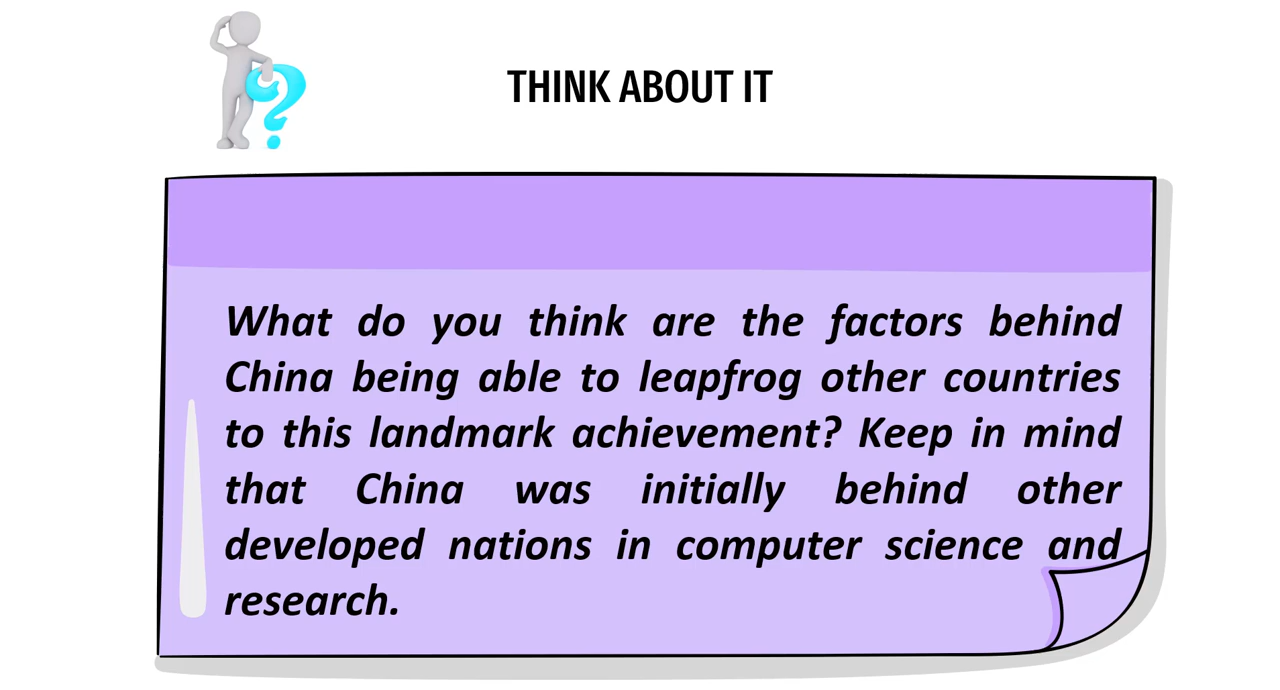 THINK ABOUT IT
What do you think are the factors behind
China being able to leapfrog other countries
to this landmark achievement? Keep in mind
that China was initially behind other
developed nations in computer science and
research.